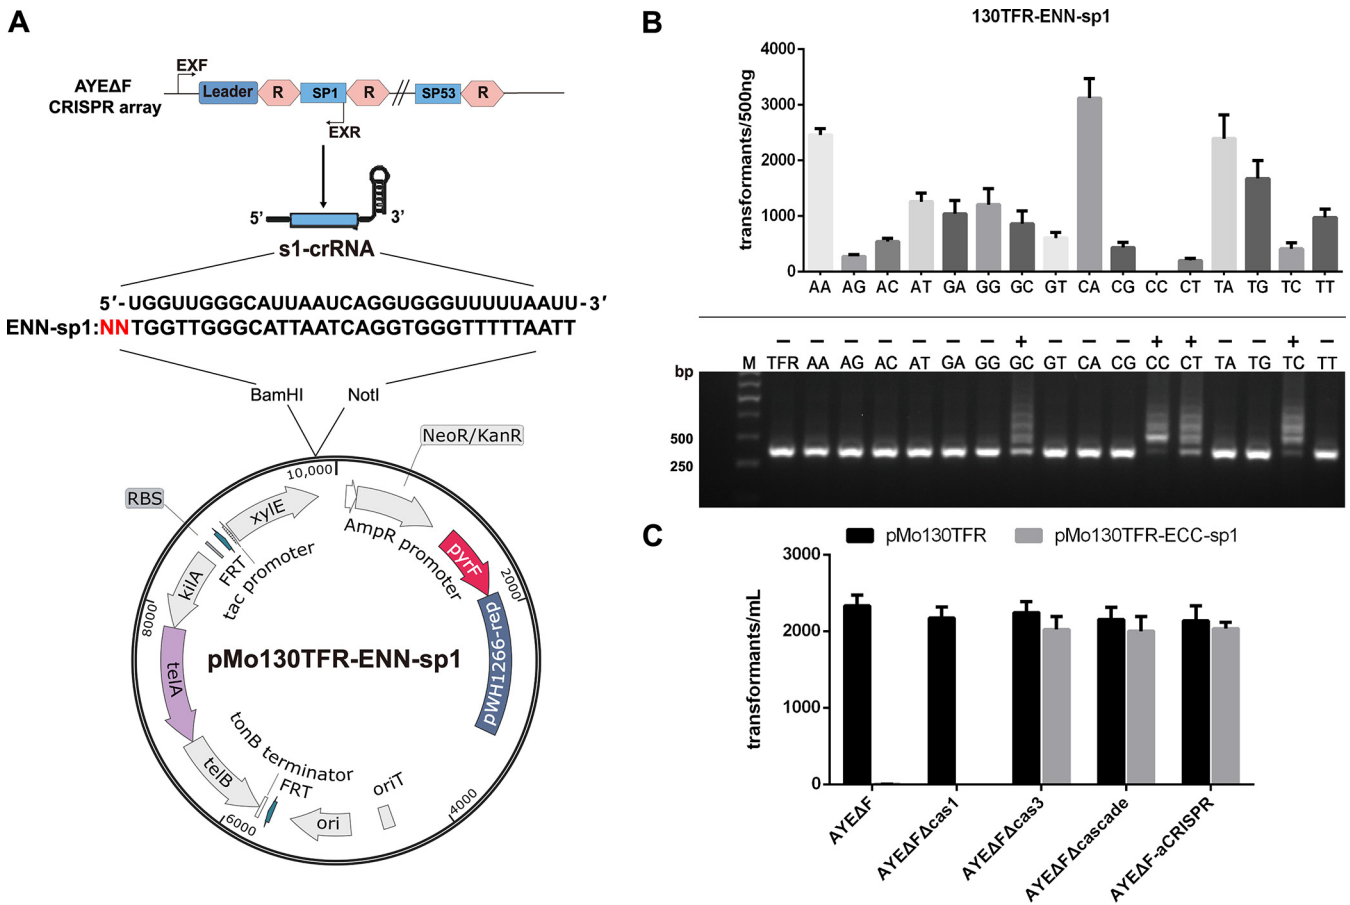 A
AYEΔF
CRISPR array
EXF
Leader
R
SP1
R
SP53
R
EXR
5'
3'
s1-crRNA
5'-UGGUUGGGCAUUAAUCAGGUGGGUUUUUAAUU-3'
ENN-sp1:NNTGGTTGGGCATTAATCAGGTGGGTTTTTAATT
BamHI
NotI
NeoR/KanR
10,000
RBS
xylE
AmpR promoter
FRT
tac promoter
pyrF
kilA
2000
8000
pMo130TFR-ENN-sp1
pWH1266-rep
telA
tonB terminator
telB
FRT
oriT
ori
4000
6000
B
130TFR-ENN-sp1
transformants/500ng
4000
3000
2000
1000
0
AA AG AC AT GA GG GC GT CA CG CC CT TA TG TC TT
− − − − − − − + − − − + + − − + −
M TFR AA AG AC AT GA GG GC GT CA CG CC CT TA TG TC TT
bp
500
250
C
pMo130TFR
pMo130TFR-ECC-sp1
transformants/mL
3000
2000
1000
0
AYEΔF
AYEΔFΔcas1
AYEΔFΔcas3
AYEΔFΔcascade
AYEΔF-aCRISPR